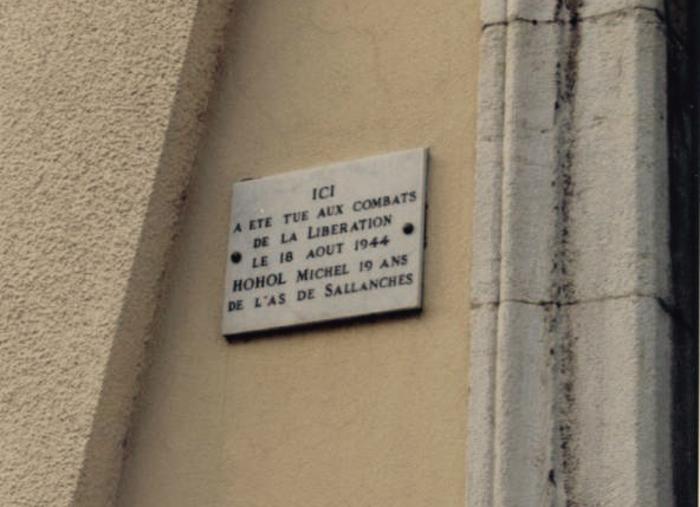 ICI
A ETE TUE AUX COMBATS
DE LA LIBERATION
LE 18 AOUT 1944
HOHOL MICHEL 19 ANS
DE L'AS DE SALLANCHES